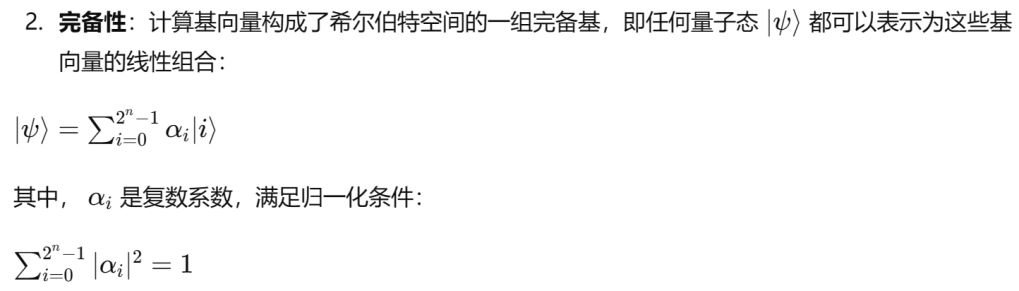 2. 完备性：计算基向量构成了希尔伯特空间的一组完备基，即任何量子态 |ψ⟩ 都可以表示为这些基
向量的线性组合：
|ψ⟩ = ∑_{i=0}^{2^n−1} α_i|i⟩
其中， α_i 是复数系数，满足归一化条件：
∑_{i=0}^{2^n−1} |α_i|^2 = 1